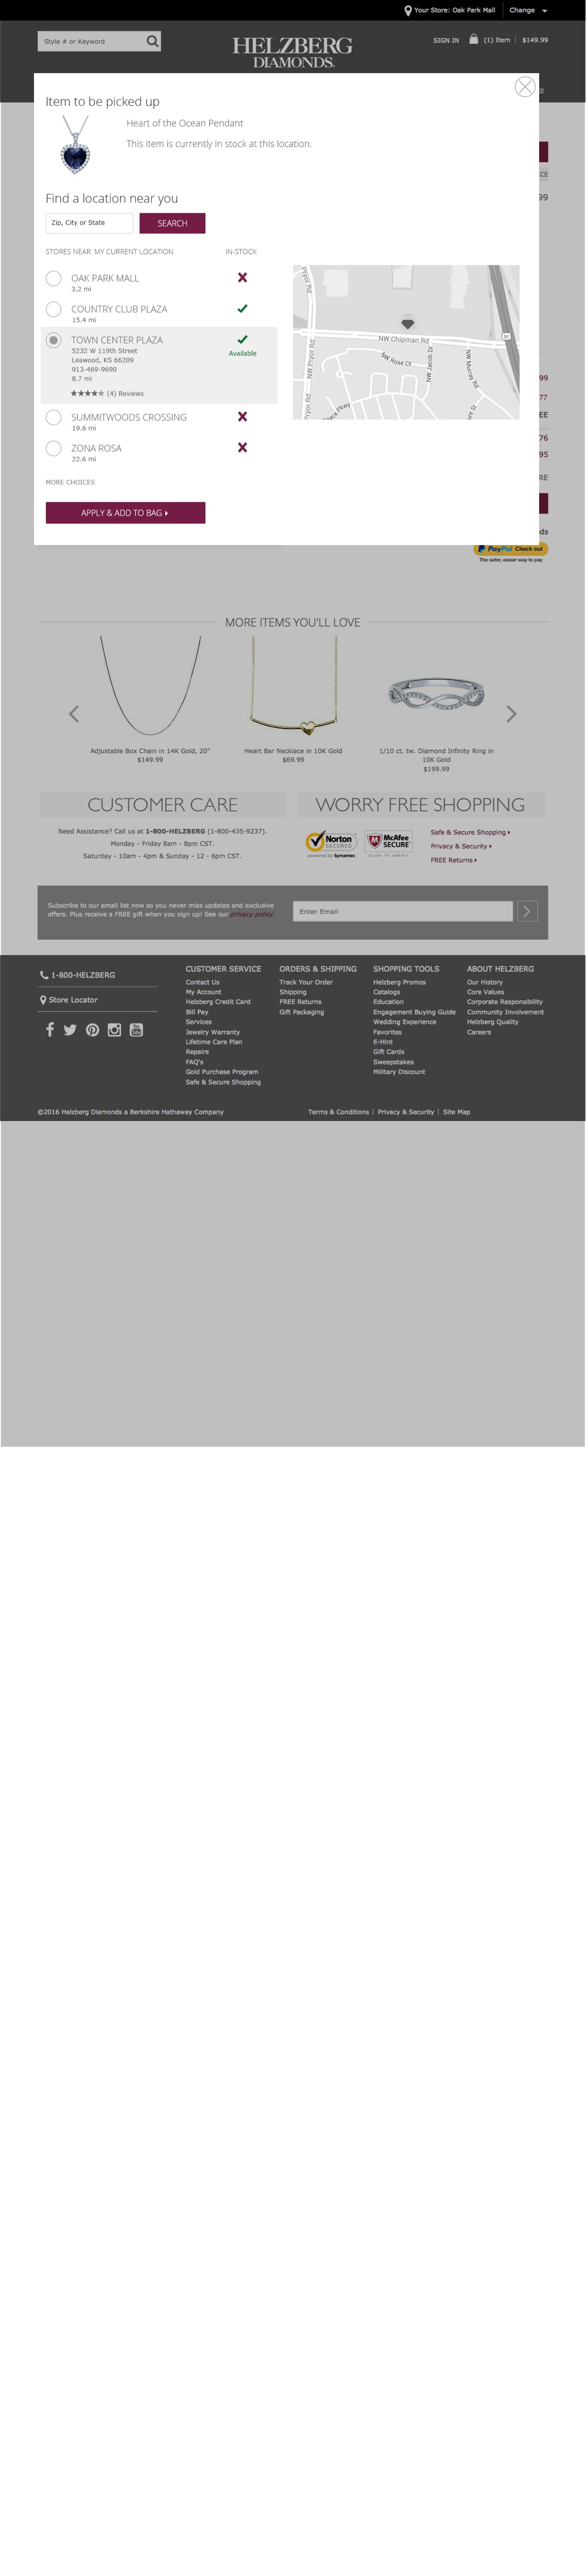 Your Store: Oak Park Mall
Change
Style # or Keyword
HELZBERG
DIAMONDS.
SIGN IN
(1) Item
$149.99
Item to be picked up
Heart of the Ocean Pendant
This item is currently in stock at this location.
Find a location near you
Zip, City or State
SEARCH
STORES NEAR: MY CURRENT LOCATION
IN-STOCK
OAK PARK MALL
3.2 mi
COUNTRY CLUB PLAZA
15.4 mi
TOWN CENTER PLAZA
5232 W 119th Street
Leawood, KS 66209
913-469-9690
8.7 mi
Available
(4) Reviews
SUMMITWOODS CROSSING
19.6 mi
ZONA ROSA
22.6 mi
MORE CHOICES
APPLY & ADD TO BAG
Pryor Rd
NW Pryor Rd
Pryor Rd
NW Chipman Rd
NW Rose Ct
NW Jacob Dr
NW Murray Rd
Pkwy
CE
99
99
77
EE
76
95
RE
ds
PayPal Check out
The safer, easier way to pay
MORE ITEMS YOU'LL LOVE
Adjustable Box Chain in 14K Gold, 20"
$149.99
Heart Bar Necklace in 10K Gold
$69.99
1/10 ct. tw. Diamond Infinity Ring in
10K Gold
$199.99
CUSTOMER CARE
Need Assistance? Call us at 1-800-HELZBERG (1-800-435-9237).
Monday - Friday 8am - 8pm CST.
Saturday - 10am - 4pm & Sunday - 12 - 6pm CST.
WORRY FREE SHOPPING
Norton
SECURED
powered by Symantec
McAfee
SECURE
CLICK TO VERIFY
Safe & Secure Shopping
Privacy & Security
FREE Returns
Subscribe to our email list now so you never miss updates and exclusive
offers. Plus receive a FREE gift when you sign up! See our privacy policy.
Enter Email
1-800-HELZBERG
Store Locator
CUSTOMER SERVICE
Contact Us
My Account
Helzberg Credit Card
Bill Pay
Services
Jewelry Warranty
Lifetime Care Plan
Repairs
FAQ's
Gold Purchase Program
Safe & Secure Shopping
ORDERS & SHIPPING
Track Your Order
Shipping
FREE Returns
Gift Packaging
SHOPPING TOOLS
Helzberg Promos
Catalogs
Education
Engagement Buying Guide
Wedding Experience
Favorites
E-Hint
Gift Cards
Sweepstakes
Military Discount
ABOUT HELZBERG
Our History
Core Values
Corporate Responsibility
Community Involvement
Helzberg Quality
Careers
©2016 Helzberg Diamonds a Berkshire Hathaway Company
Terms & Conditions | Privacy & Security | Site Map